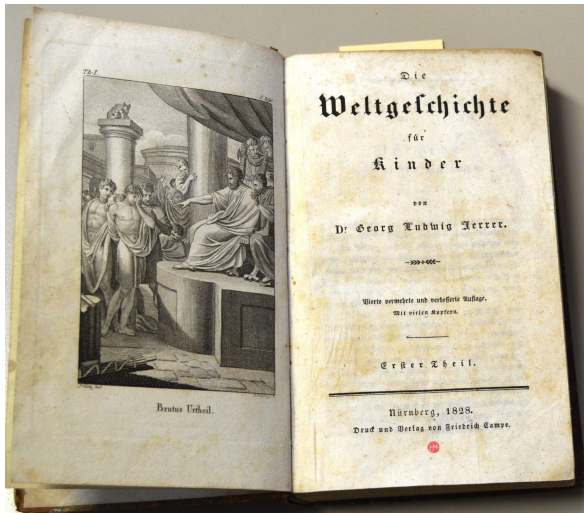 Th. I.
Brutus Urtheil.
Die
Weltgeschichte
für
Kinder
von
Dr Georg Ludwig Jerrer.
Vierte vermehrte und verbesserte Auflage.
Mit vielen Kupfern.
Erster Theil.
Nürnberg, 1828.
Druck und Verlag von Friedrich Campe.